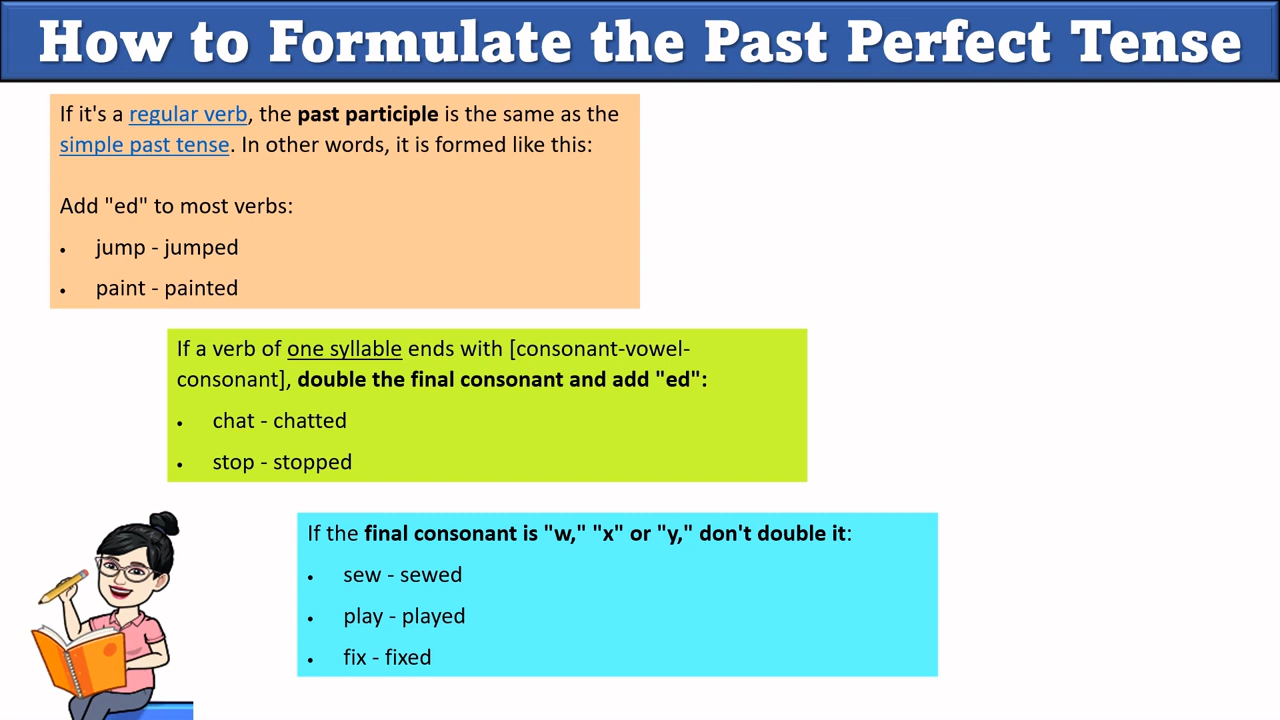 How to Formulate the Past Perfect Tense
If it's a regular verb, the past participle is the same as the
simple past tense. In other words, it is formed like this:
Add "ed" to most verbs:
• jump - jumped
• paint - painted
If a verb of one syllable ends with [consonant-vowel-
consonant], double the final consonant and add "ed":
• chat - chatted
• stop - stopped
If the final consonant is "w," "x" or "y," don't double it:
• sew - sewed
• play - played
• fix - fixed